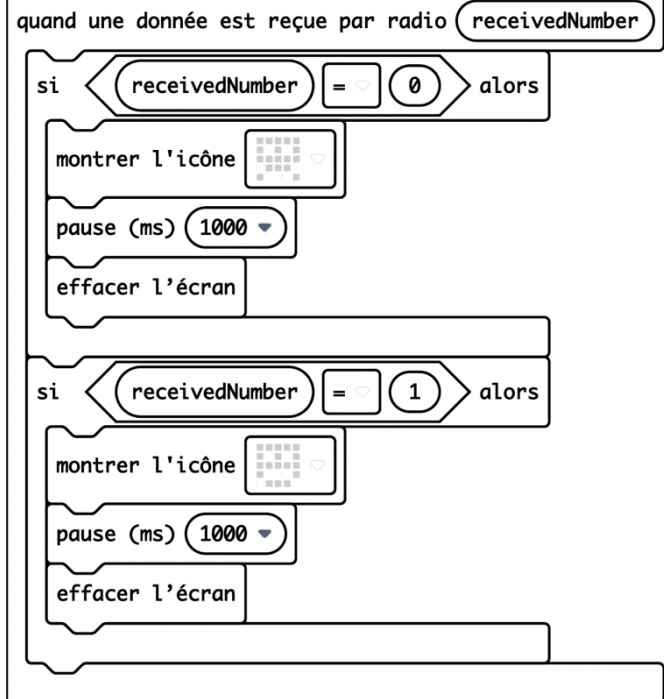 quand une donnée est reçue par radio receivedNumber
si receivedNumber = 0 alors
montrer l'icône
pause (ms) 1000
effacer l’écran
si receivedNumber = 1 alors
montrer l'icône
pause (ms) 1000
effacer l’écran